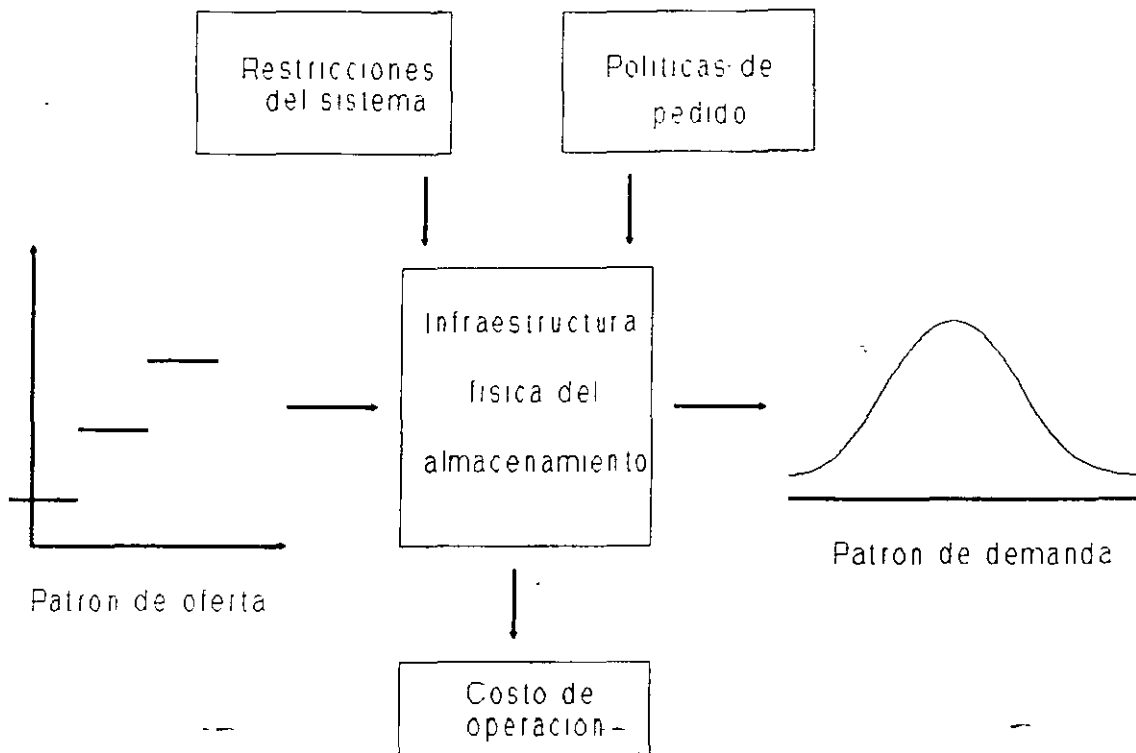 Restricciones
del sistema
Politicas de
pedido
Infraestructura
fisica del
almacenamiento
Patron de oferta
Patron de demanda
Costo de
operacion